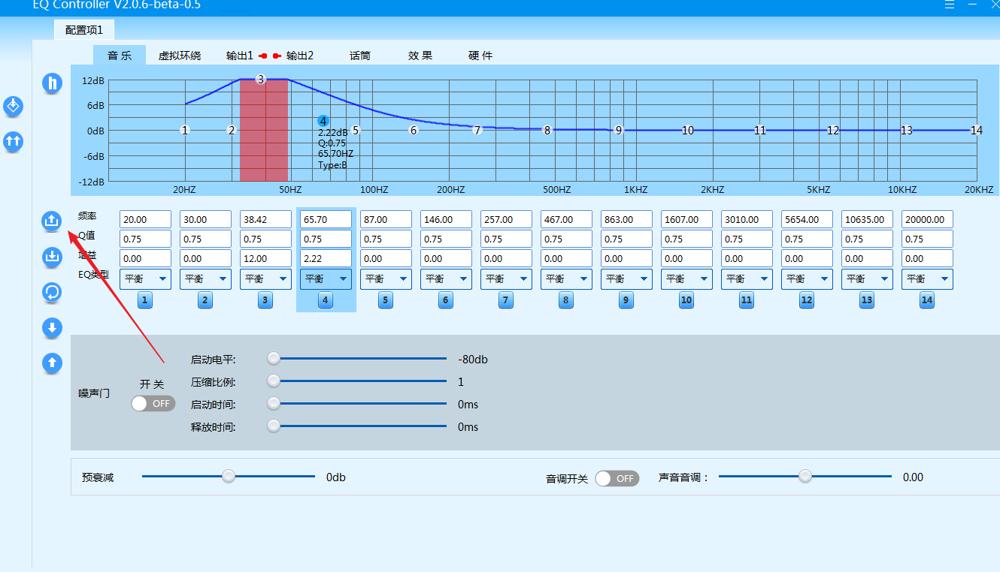 EQ Controller V2.0.6-beta-0.5
配置项1
音 乐 虚拟环绕 输出1 输出2 话筒 效 果 硬 件
h
12dB
6dB
0dB
-6dB
-12dB
3
4
1 2 5 6 7 8 9 10 11 12 13 14
2.22dB
Q:0.75
65.70HZ
Type:B
20HZ 50HZ 100HZ 200HZ 500HZ 1KHZ 2KHZ 5KHZ 10KHZ 20KHZ
频率 20.00 30.00 38.42 65.70 87.00 146.00 257.00 467.00 863.00 1607.00 3010.00 5654.00 10635.00 20000.00
Q值 0.75 0.75 0.75 0.75 0.75 0.75 0.75 0.75 0.75 0.75 0.75 0.75 0.75 0.75
增益 0.00 0.00 12.00 2.22 0.00 0.00 0.00 0.00 0.00 0.00 0.00 0.00 0.00 0.00
EQ类型 平衡 平衡 平衡 平衡 平衡 平衡 平衡 平衡 平衡 平衡 平衡 平衡 平衡 平衡
1 2 3 4 5 6 7 8 9 10 11 12 13 14
噪声门
开 关
OFF
启动电平: -80db
压缩比例: 1
启动时间: 0ms
释放时间: 0ms
预衰减 0db 音调开关 OFF 声音音调： 0.00